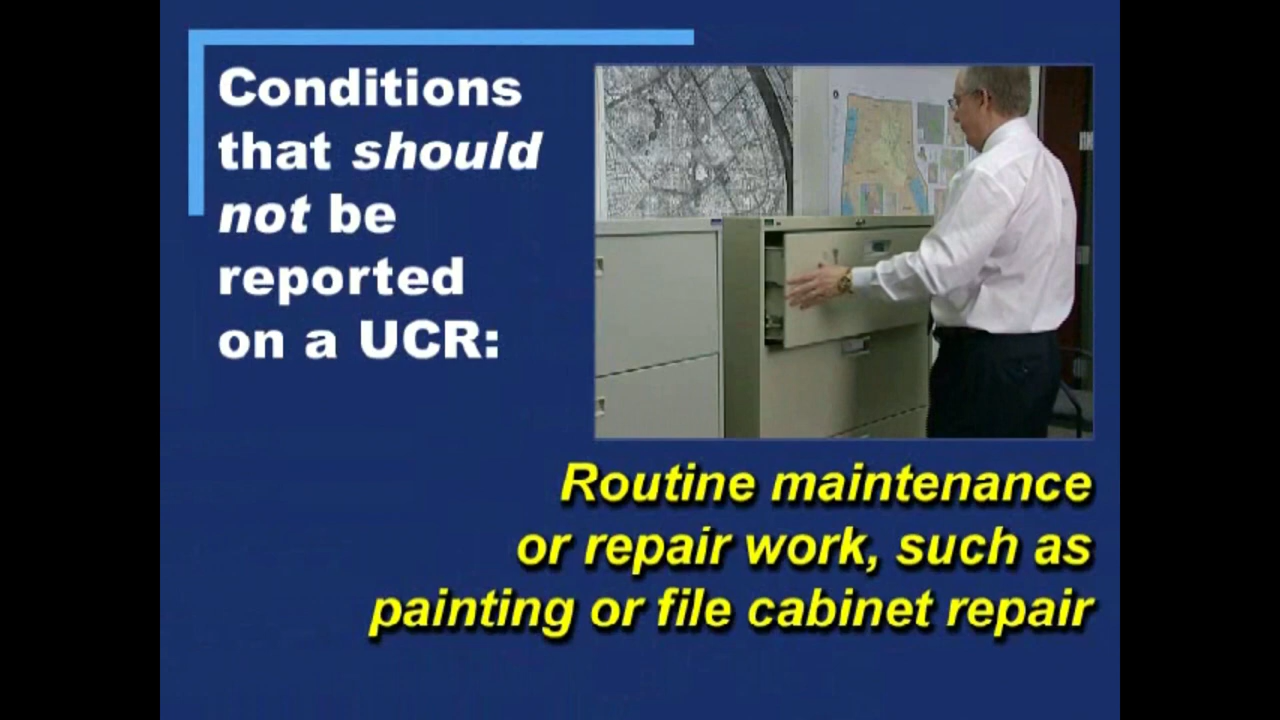 Conditions
that should
not be
reported
on a UCR:
Routine maintenance
or repair work, such as
painting or file cabinet repair